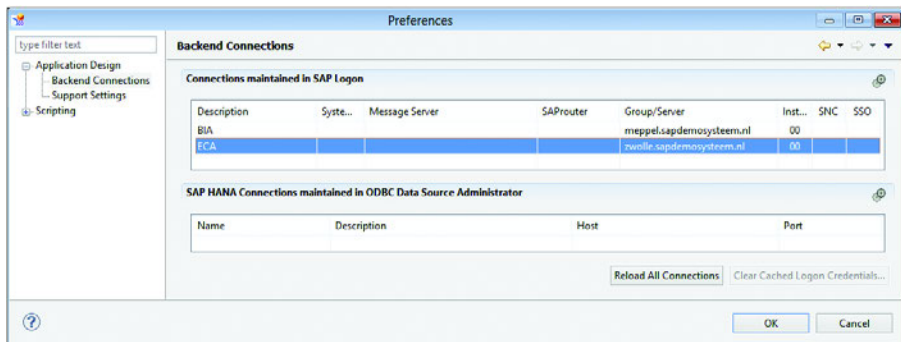 Preferences
type filter text
Application Design
Backend Connections
Support Settings
Scripting
Backend Connections
Connections maintained in SAP Logon
Description Syste... Message Server SAProuter Group/Server Inst... SNC SSO
BIA meppel.sapdemosysteem.nl 00
ECA zwolle.sapdemosysteem.nl 00
SAP HANA Connections maintained in ODBC Data Source Administrator
Name Description Host Port
Reload All Connections Clear Cached Logon Credentials...
OK Cancel